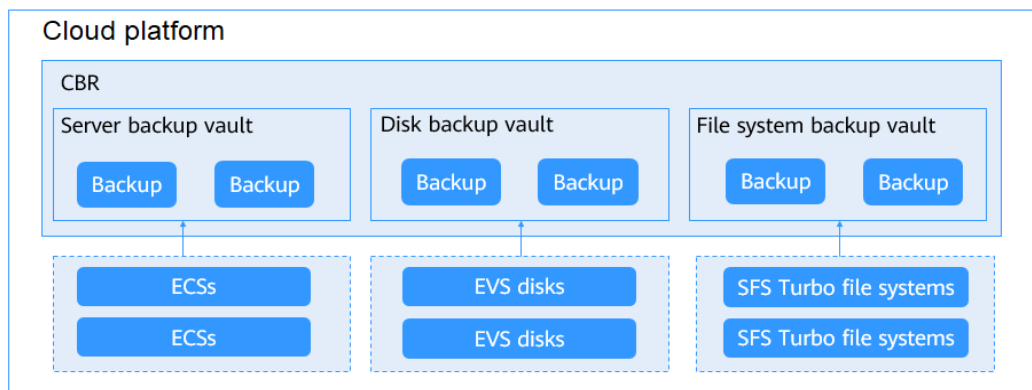 Cloud platform
CBR
Server backup vault
Backup
Backup
Disk backup vault
Backup
Backup
File system backup vault
Backup
Backup
ECSs
ECSs
EVS disks
EVS disks
SFS Turbo file systems
SFS Turbo file systems